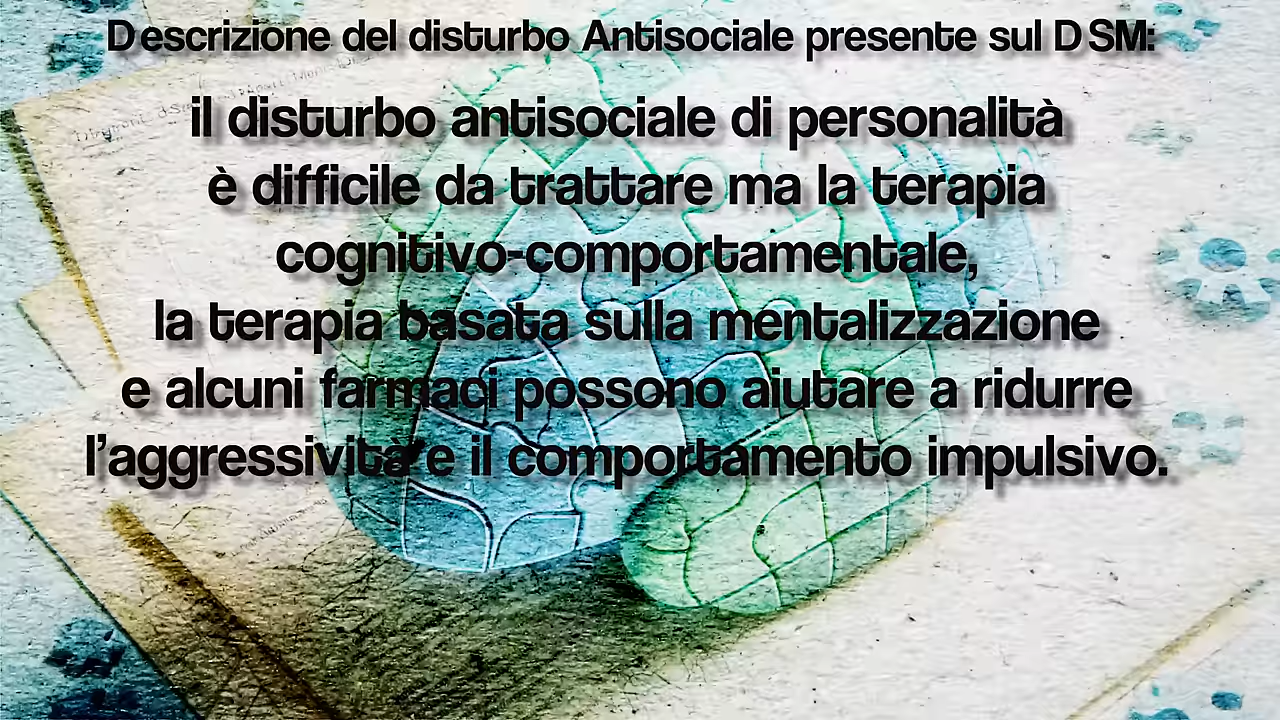 Descrizione del disturbo Antisociale presente sul DSM:
il disturbo antisociale di personalità
è difficile da trattare ma la terapia
cognitivo-comportamentale,
la terapia basata sulla mentalizzazione
e alcuni farmaci possono aiutare a ridurre
l'aggressività e il comportamento impulsivo.